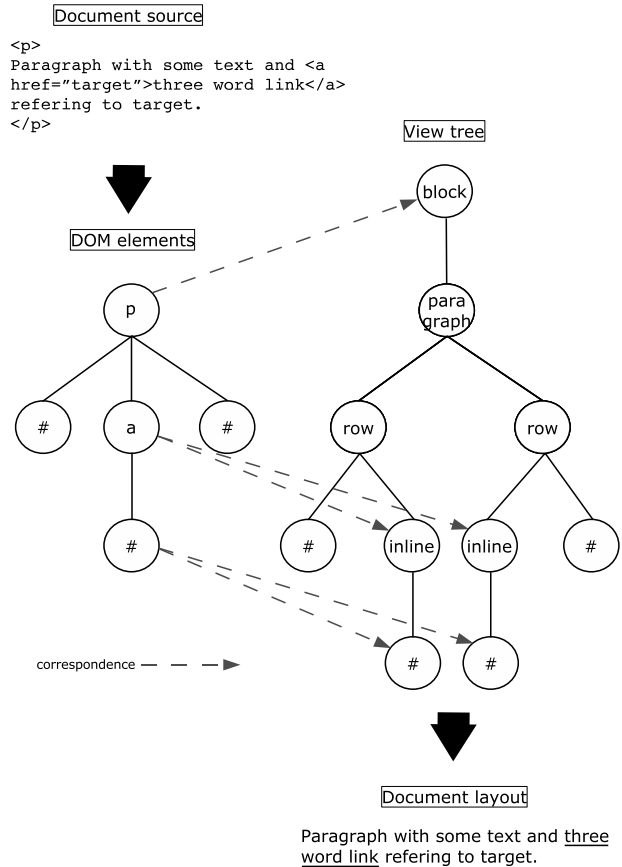 Document source
<p>
Paragraph with some text and <a
href=”target”>three word link</a>
refering to target.
</p>
View tree
block
DOM elements
p
para
graph
#
a
#
row
row
#
#
inline
inline
#
correspondence
#
#
Document layout
Paragraph with some text and three
word link refering to target.